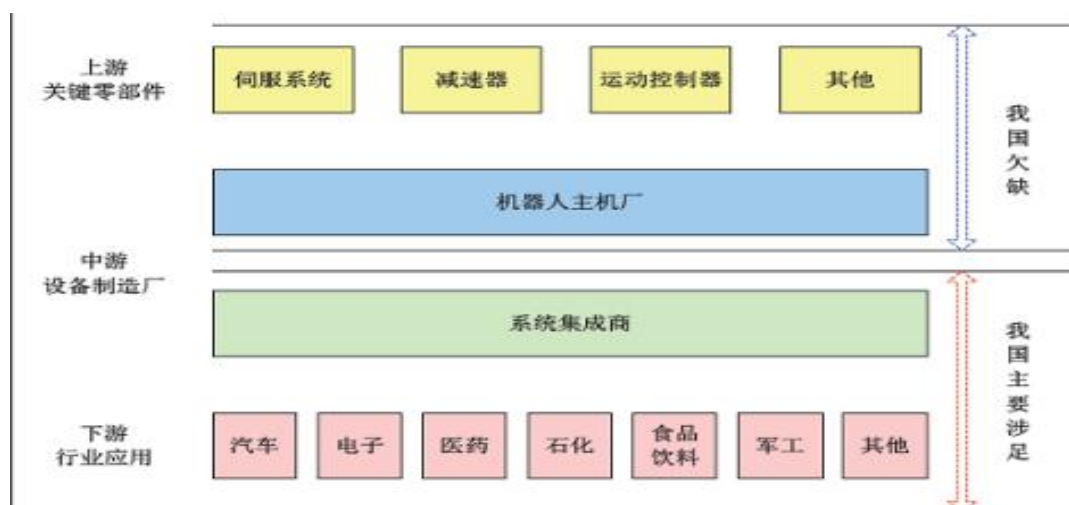 上游
关键零部件
伺服系统
减速器
运动控制器
其他
我国欠缺
机器人主机厂
中游
设备制造厂
系统集成商
我国主要涉足
下游
行业应用
汽车
电子
医药
石化
食品
饮料
军工
其他